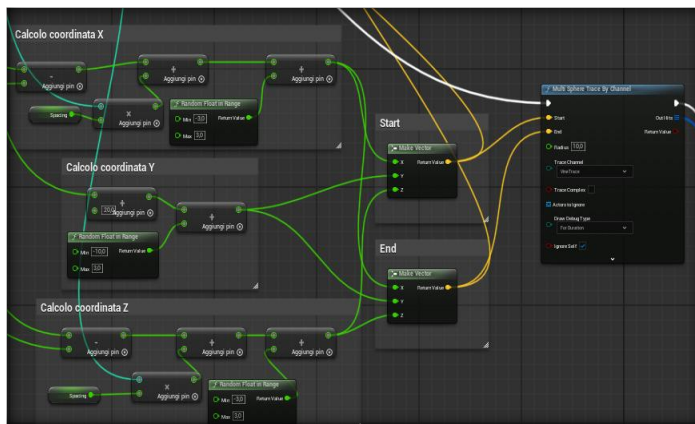 Calcolo coordinata X
-
Aggiungi pin
+
Aggiungi pin
+
Aggiungi pin
Spacing
x
Aggiungi pin
f Random Float in Range
Min -3,0
Return Value
Max 3,0
Calcolo coordinata Y
+
20,0
Aggiungi pin
+
Aggiungi pin
f Random Float in Range
Min -10,0
Return Value
Max 3,0
Calcolo coordinata Z
-
Aggiungi pin
+
Aggiungi pin
+
Aggiungi pin
Spacing
x
Aggiungi pin
f Random Float in Range
Min -3,0
Return Value
Max 3,0
Start
Make Vector
X
Return Value
Y
Z
End
Make Vector
X
Return Value
Y
Z
f Multi Sphere Trace By Channel
Start
Out Hits
End
Return Value
Radius 10,0
Trace Channel
Trace Complex
Actors to Ignore
Draw Debug Type
For Duration
Ignore Self